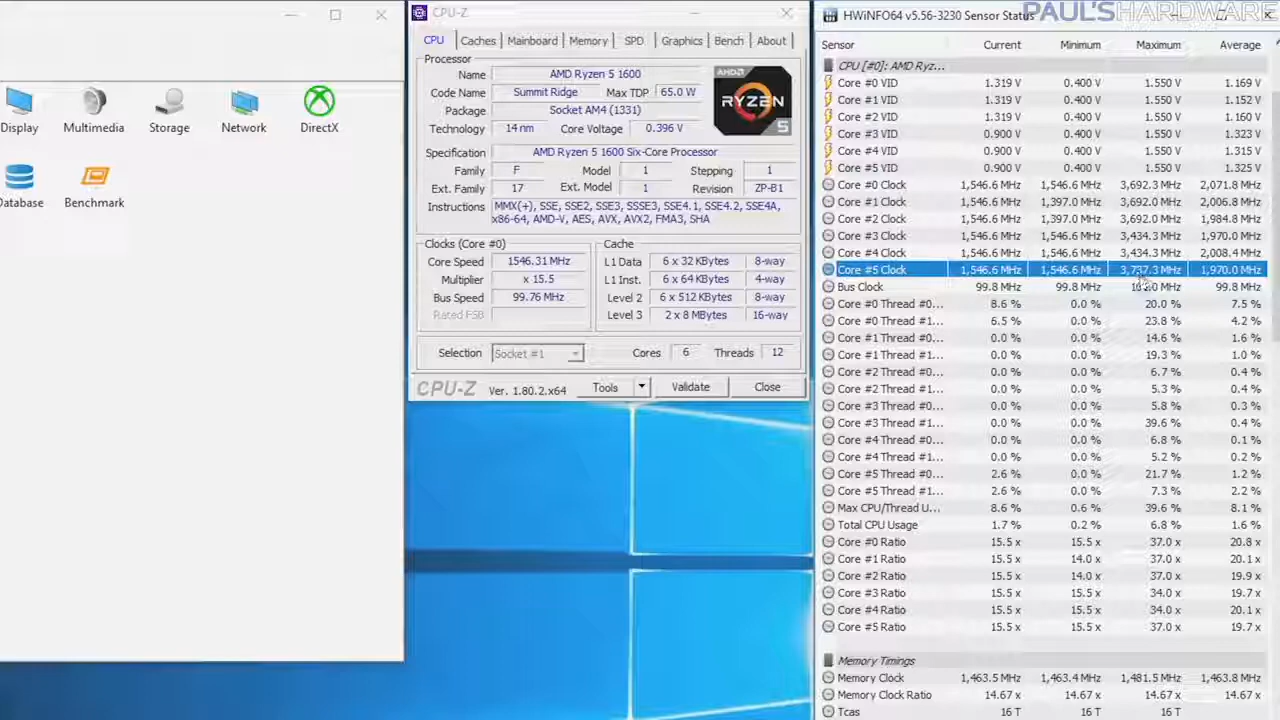 Display Multimedia Storage Network DirectX
Database Benchmark
CPU-Z
CPU Caches Mainboard Memory SPD Graphics Bench About
Processor
Name AMD Ryzen 5 1600
Code Name Summit Ridge Max TDP 65.0 W
Package Socket AM4 (1331)
Technology 14 nm Core Voltage 0.396 V
AMD
RYZEN
5
Specification AMD Ryzen 5 1600 Six-Core Processor
Family F Model 1 Stepping 1
Ext. Family 17 Ext. Model 1 Revision ZP-B1
Instructions MMX(+), SSE, SSE2, SSE3, SSSE3, SSE4.1, SSE4.2, SSE4A,
x86-64, AMD-V, AES, AVX, AVX2, FMA3, SHA
Clocks (Core #0)
Core Speed 1546.31 MHz
Multiplier x 15.5
Bus Speed 99.76 MHz
Rated FSB
Cache
L1 Data 6 x 32 KBytes 8-way
L1 Inst. 6 x 64 KBytes 4-way
Level 2 6 x 512 KBytes 8-way
Level 3 2 x 8 MBytes 16-way
Selection Socket #1 Cores 6 Threads 12
CPU-Z Ver. 1.80.2.x64 Tools Validate Close
PAUL'S HARDWARE
HWiNFO64 v5.56-3230 Sensor Status
Sensor Current Minimum Maximum Average
CPU [#0]: AMD Ryz...
Core #0 VID 1.319 V 0.400 V 1.550 V 1.169 V
Core #1 VID 1.319 V 0.400 V 1.550 V 1.152 V
Core #2 VID 1.319 V 0.400 V 1.550 V 1.160 V
Core #3 VID 0.900 V 0.400 V 1.550 V 1.323 V
Core #4 VID 0.900 V 0.400 V 1.550 V 1.315 V
Core #5 VID 0.900 V 0.400 V 1.550 V 1.325 V
Core #0 Clock 1,546.6 MHz 1,546.6 MHz 3,692.3 MHz 2,071.8 MHz
Core #1 Clock 1,546.6 MHz 1,397.0 MHz 3,692.0 MHz 2,006.8 MHz
Core #2 Clock 1,546.6 MHz 1,397.0 MHz 3,692.0 MHz 1,984.8 MHz
Core #3 Clock 1,546.6 MHz 1,546.6 MHz 3,434.3 MHz 1,970.0 MHz
Core #4 Clock 1,546.6 MHz 1,546.6 MHz 3,434.3 MHz 2,008.4 MHz
Core #5 Clock 1,546.6 MHz 1,546.6 MHz 3,737.3 MHz 1,970.0 MHz
Bus Clock 99.8 MHz 99.8 MHz MHz 99.8 MHz
Core #0 Thread #0... 8.6 % 0.0 % 20.0 % 7.5 %
Core #0 Thread #1... 6.5 % 0.0 % 23.8 % 4.2 %
Core #1 Thread #0... 0.0 % 0.0 % 14.6 % 1.6 %
Core #1 Thread #1... 0.0 % 0.0 % 19.3 % 1.0 %
Core #2 Thread #0... 0.0 % 0.0 % 6.7 % 0.4 %
Core #2 Thread #1... 0.0 % 0.0 % 5.3 % 0.4 %
Core #3 Thread #0... 0.0 % 0.0 % 5.8 % 0.3 %
Core #3 Thread #1... 0.0 % 0.0 % 39.6 % 0.4 %
Core #4 Thread #0... 0.0 % 0.0 % 6.8 % 0.1 %
Core #4 Thread #1... 0.0 % 0.0 % 5.2 % 0.2 %
Core #5 Thread #0... 2.6 % 0.0 % 21.7 % 1.2 %
Core #5 Thread #1... 2.6 % 0.0 % 7.3 % 2.2 %
Max CPU/Thread U... 8.6 % 0.6 % 39.6 % 8.1 %
Total CPU Usage 1.7 % 0.2 % 6.8 % 1.6 %
Core #0 Ratio 15.5 x 15.5 x 37.0 x 20.8 x
Core #1 Ratio 15.5 x 14.0 x 37.0 x 20.1 x
Core #2 Ratio 15.5 x 14.0 x 37.0 x 19.9 x
Core #3 Ratio 15.5 x 15.5 x 34.0 x 19.7 x
Core #4 Ratio 15.5 x 15.5 x 34.0 x 20.1 x
Core #5 Ratio 15.5 x 15.5 x 37.0 x 19.7 x
Memory Timings
Memory Clock 1,463.5 MHz 1,463.4 MHz 1,481.5 MHz 1,463.8 MHz
Memory Clock Ratio 14.67 x 14.67 x 14.67 x 14.67 x
Tcas 16 T 16 T 16 T